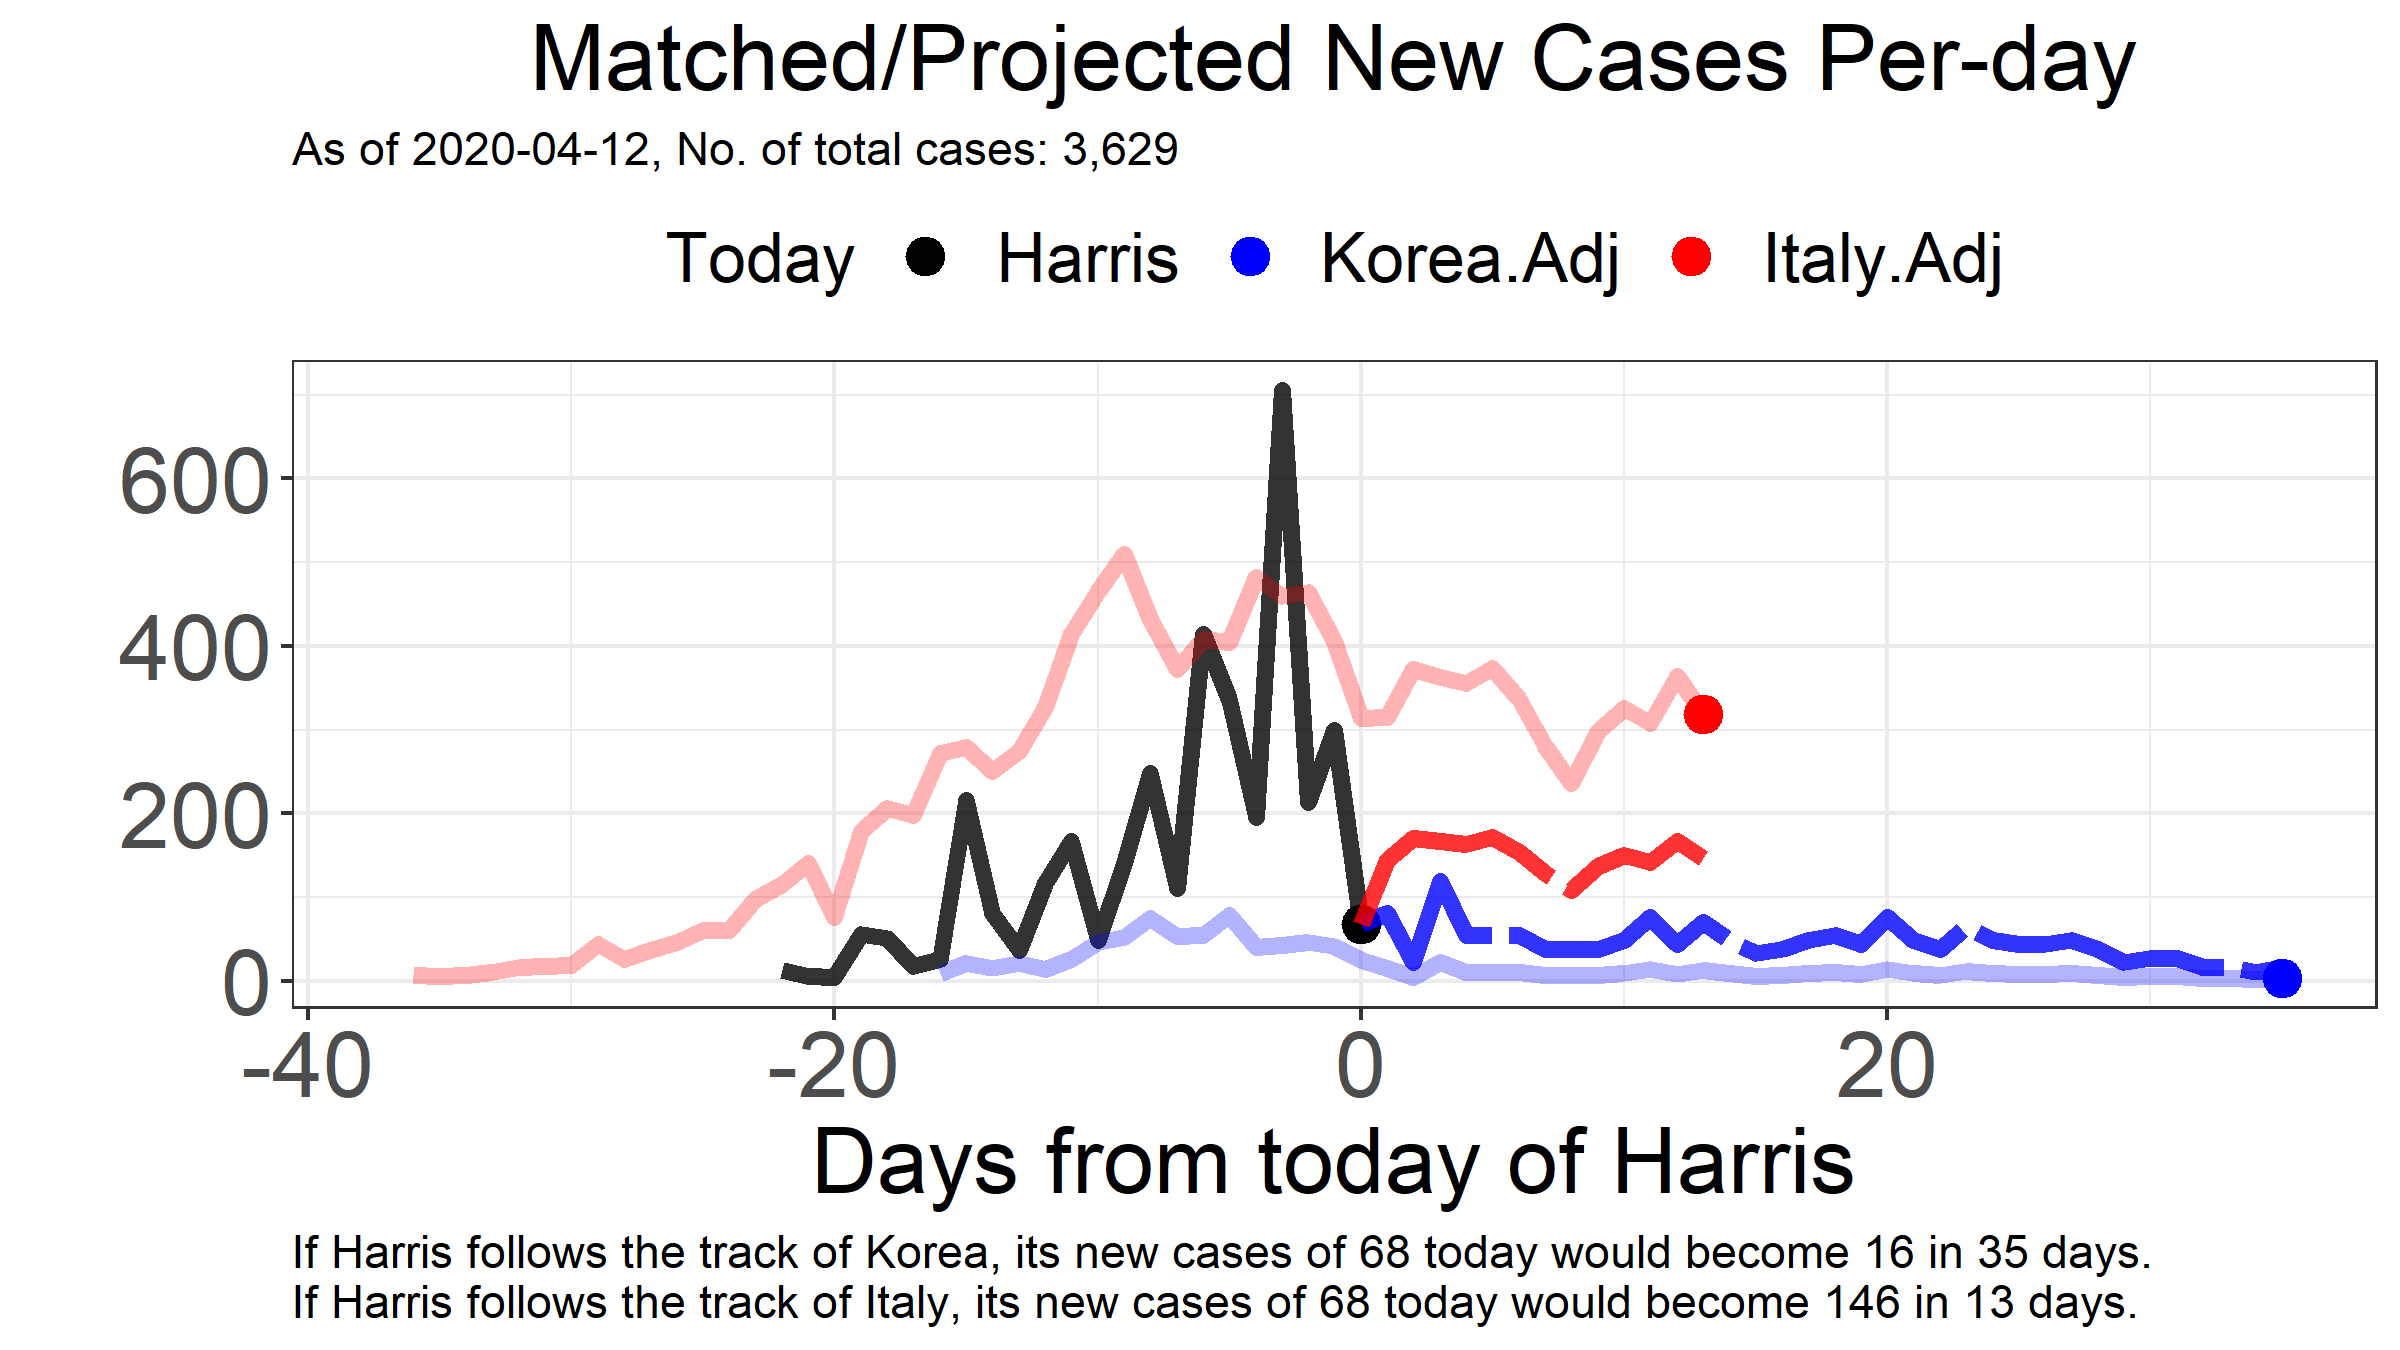 Matched/Projected New Cases Per-day
As of 2020-04-12, No. of total cases: 3,629
Today Harris Korea.Adj Italy.Adj
600
400
200
0
-40 -20 0 20
Days from today of Harris
If Harris follows the track of Korea, its new cases of 68 today would become 16 in 35 days.
If Harris follows the track of Italy, its new cases of 68 today would become 146 in 13 days.